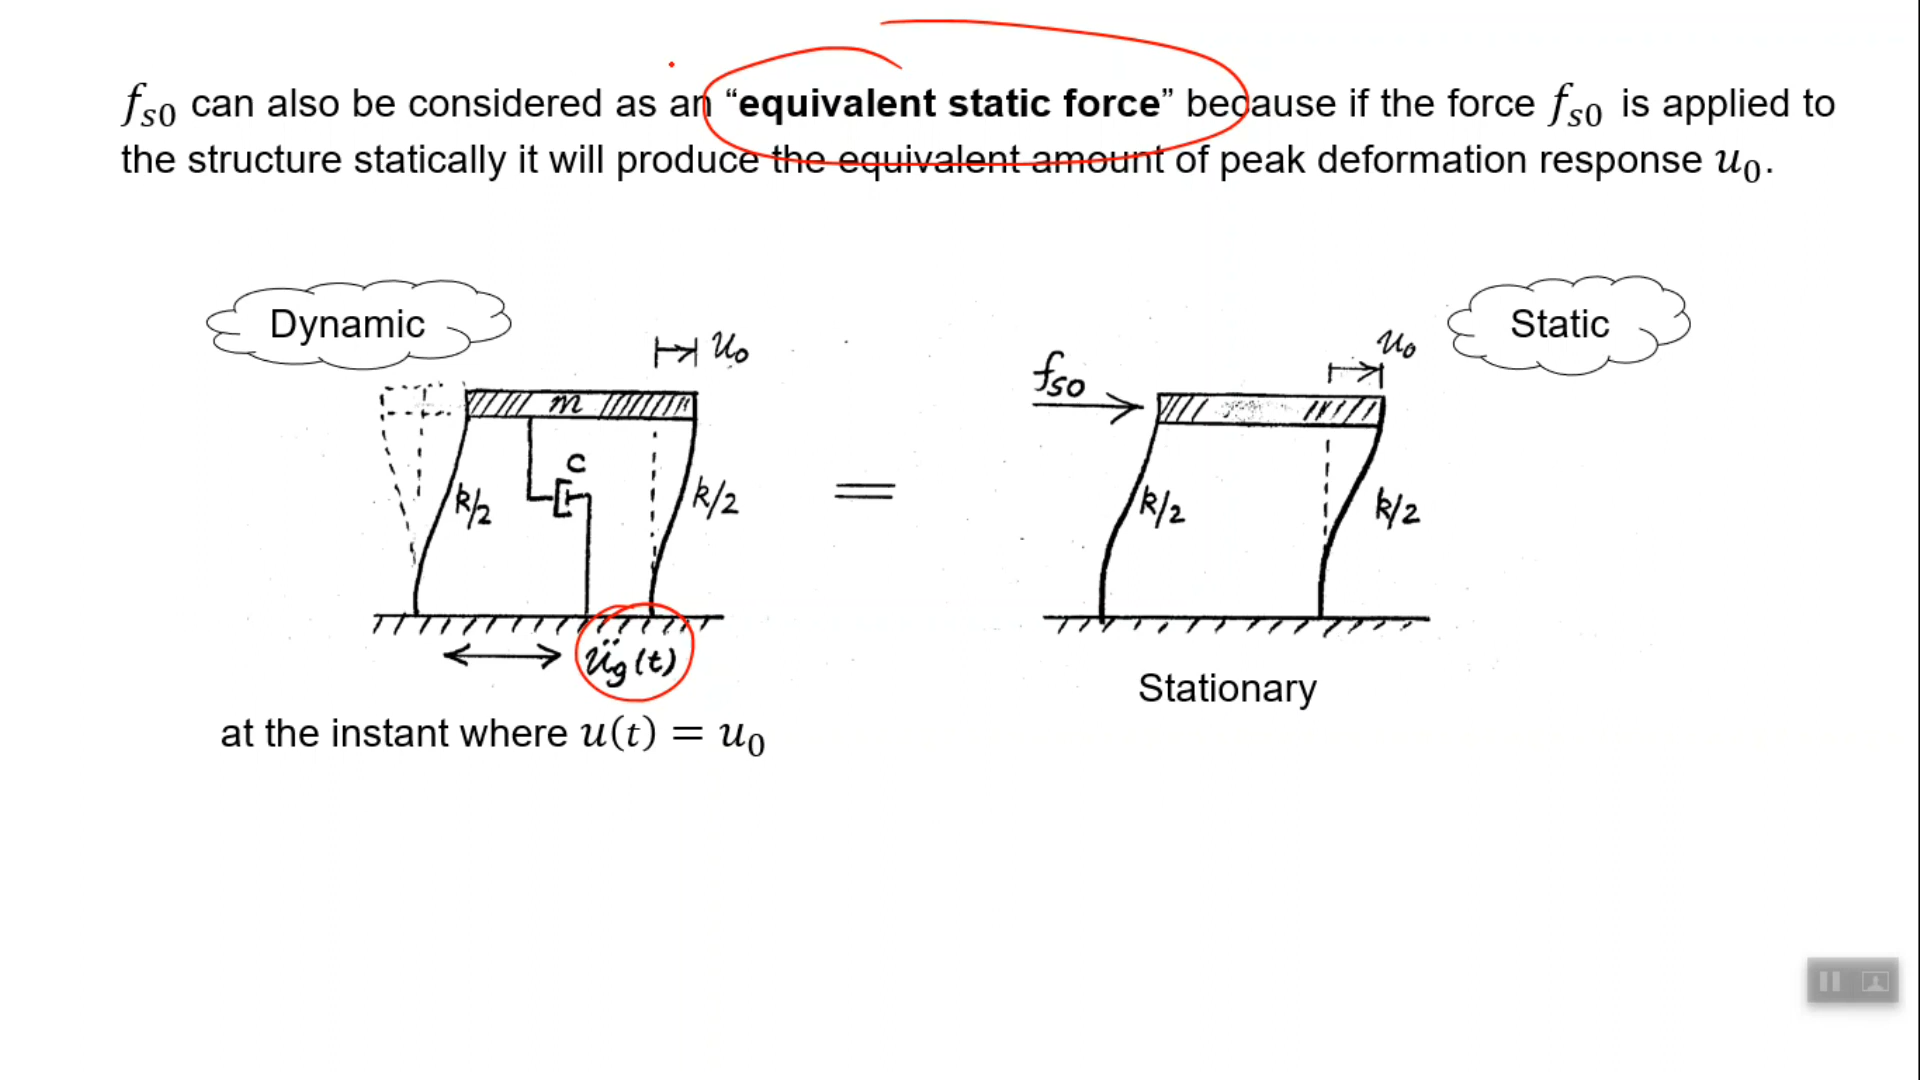 f_s0 can also be considered as an “equivalent static force” because if the force f_s0 is applied to
the structure statically it will produce the equivalent amount of peak deformation response u_0.
Dynamic
Static
u_0
u_0
f_s0
m
c
k/2
k/2
=
k/2
k/2
ü_g(t)
Stationary
at the instant where u(t) = u_0